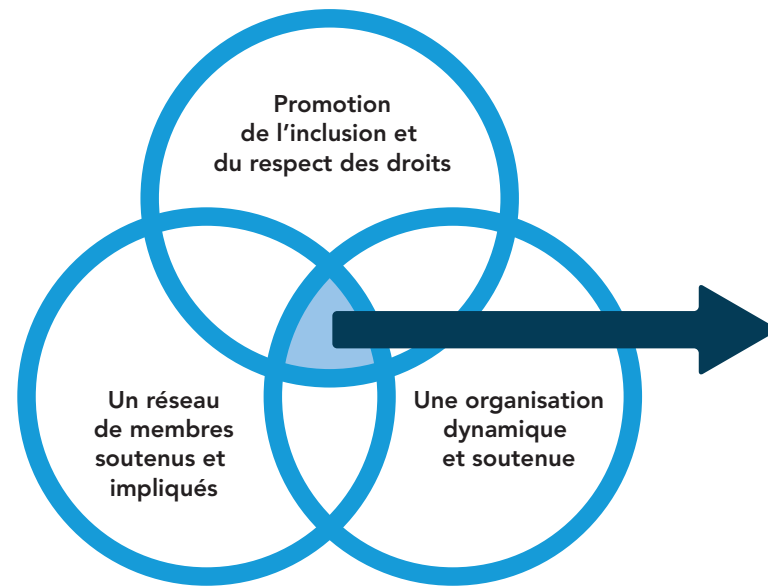 Promotion
de l’inclusion et
du respect des droits
Un réseau
de membres
soutenus et
impliqués
Une organisation
dynamique
et soutenue